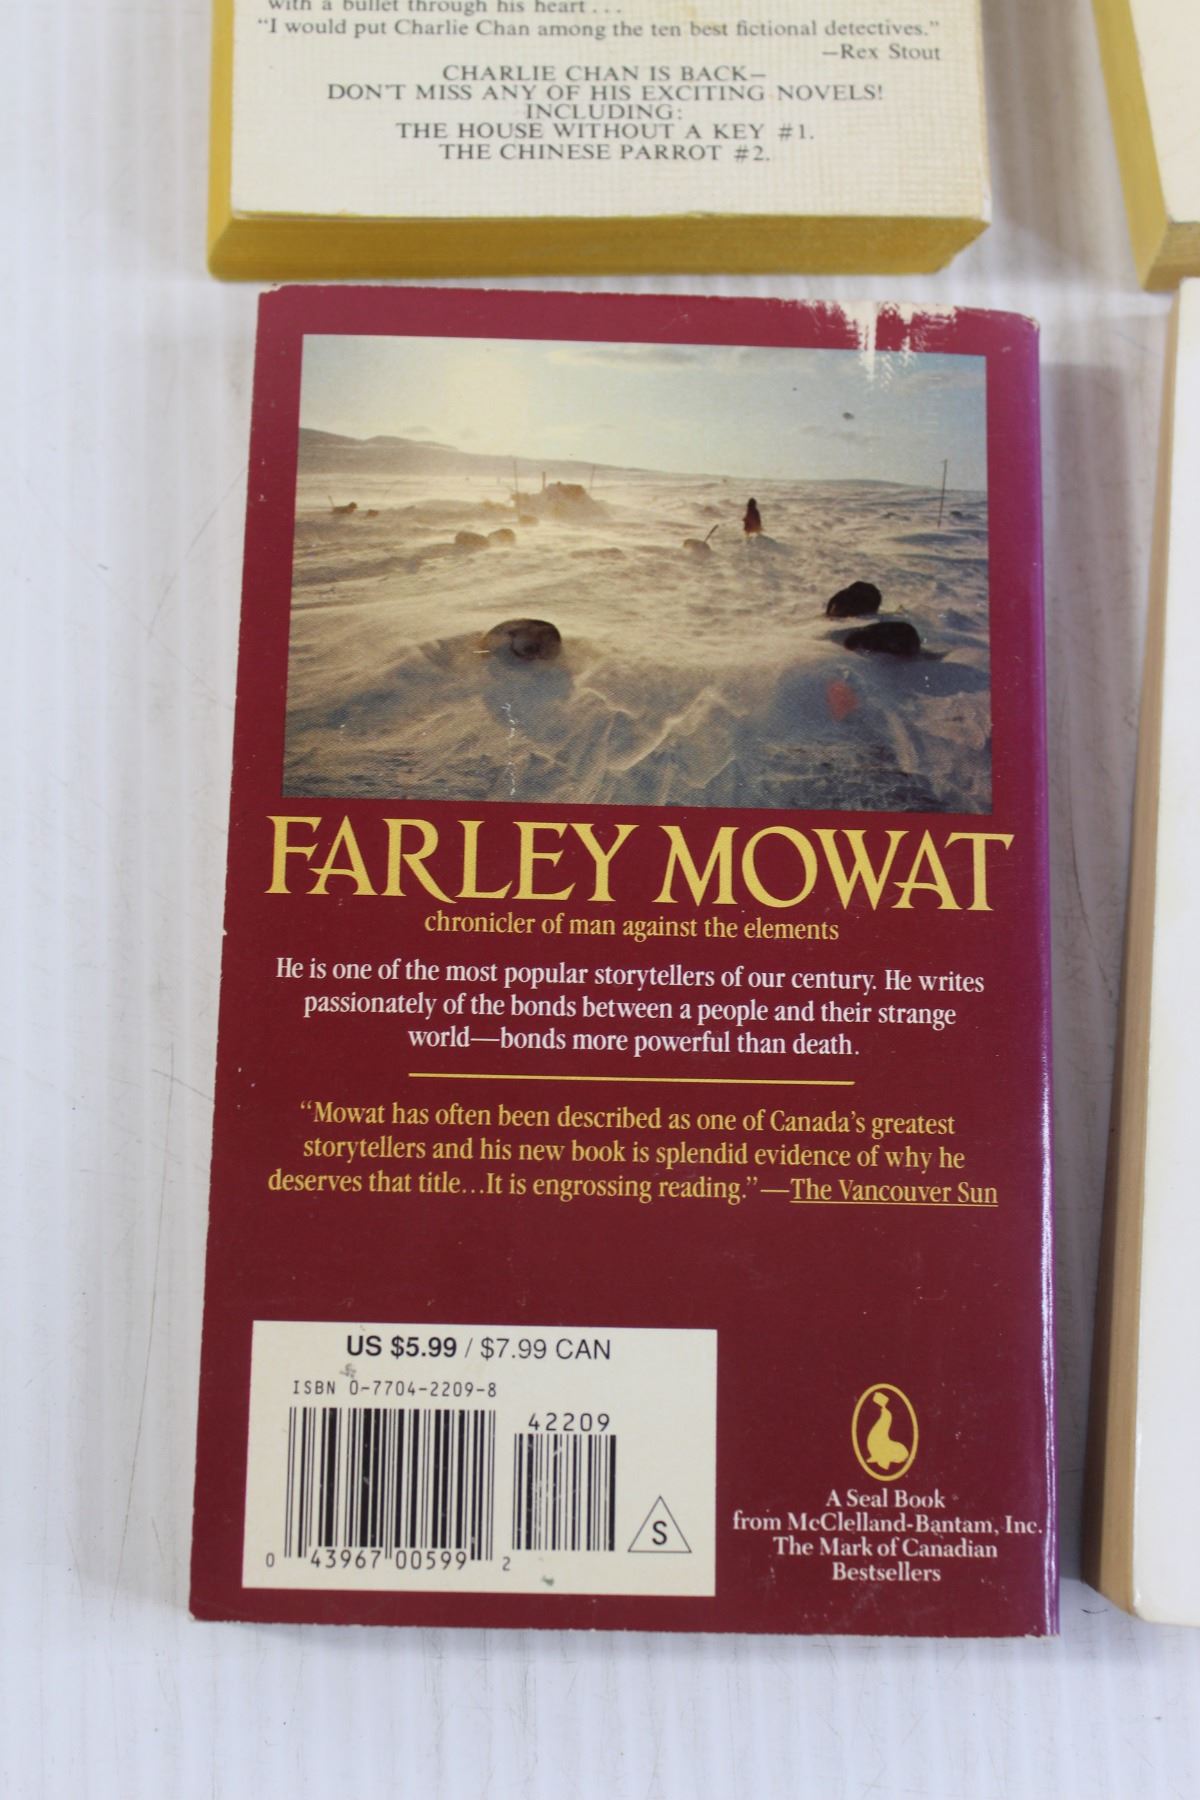 with a bullet through his heart...
"I would put Charlie Chan among the ten best fictional detectives."
—Rex Stout
CHARLIE CHAN IS BACK—
DON'T MISS ANY OF HIS EXCITING NOVELS!
INCLUDING:
THE HOUSE WITHOUT A KEY #1.
THE CHINESE PARROT #2.
FARLEY MOWAT
chronicler of man against the elements
He is one of the most popular storytellers of our century. He writes
passionately of the bonds between a people and their strange
world—bonds more powerful than death.
"Mowat has often been described as one of Canada's greatest
storytellers and his new book is splendid evidence of why he
deserves that title...It is engrossing reading."—The Vancouver Sun
US $5.99 / $7.99 CAN
ISBN 0-7704-2209-8
42209
0 43967 00599 2
S
A Seal Book
from McClelland-Bantam, Inc.
The Mark of Canadian
Bestsellers